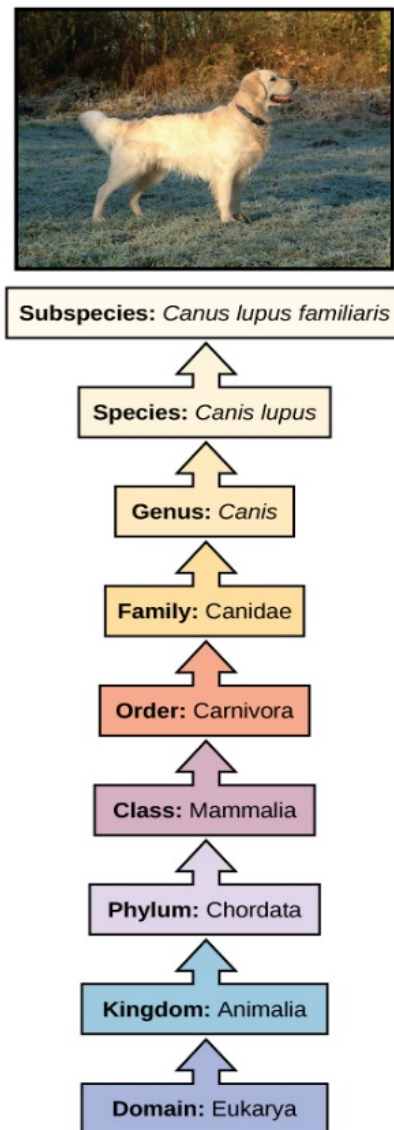 Subspecies: Canus lupus familiaris
Species: Canis lupus
Genus: Canis
Family: Canidae
Order: Carnivora
Class: Mammalia
Phylum: Chordata
Kingdom: Animalia
Domain: Eukarya